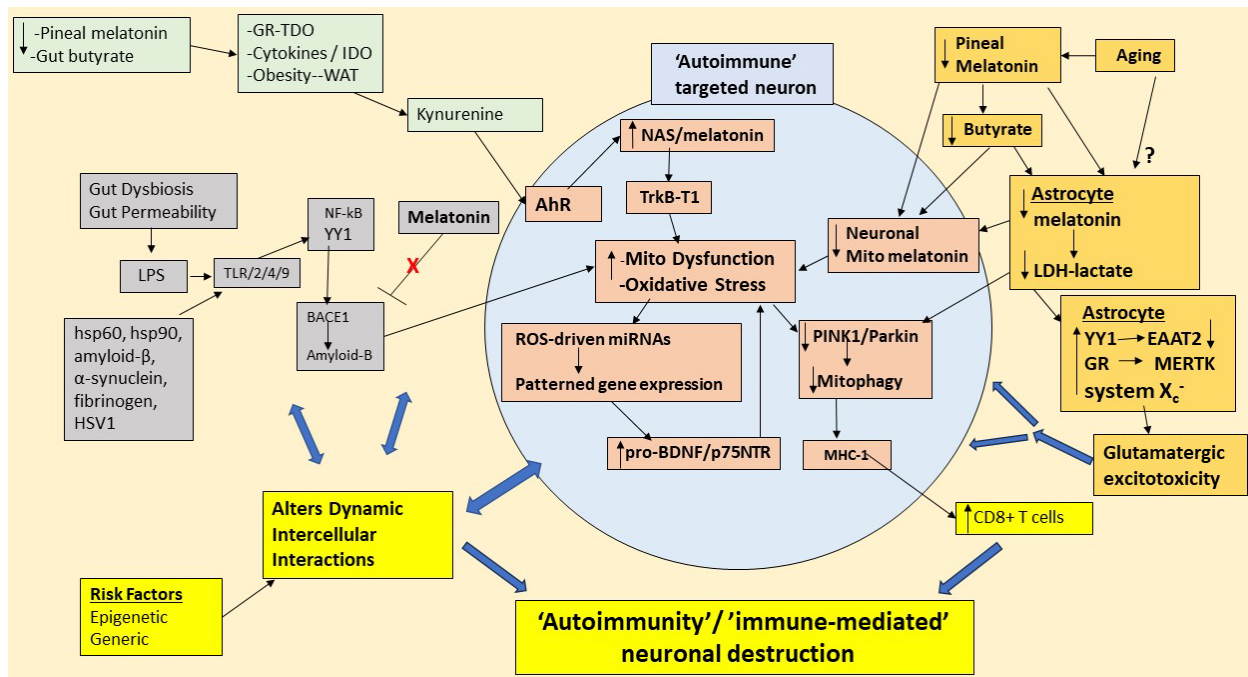 -Pineal melatonin
-Gut butyrate
-GR-TDO
-Cytokines / IDO
-Obesity--WAT
Kynurenine
‘Autoimmune’
targeted neuron
Pineal
Melatonin
Aging
Butyrate
?
NAS/melatonin
TrkB-T1
AhR
Gut Dysbiosis
Gut Permeability
LPS
TLR/2/4/9
NF-kB
YY1
Melatonin
X
BACE1
Amyloid-B
hsp60, hsp90,
amyloid-β,
α-synuclein,
fibrinogen,
HSV1
-Mito Dysfunction
-Oxidative Stress
Neuronal
Mito melatonin
Astrocyte
melatonin
LDH-lactate
Astrocyte
YY1 EAAT2
GR MERTK
system Xc-
ROS-driven miRNAs
Patterned gene expression
PINK1/Parkin
Mitophagy
pro-BDNF/p75NTR
MHC-1
Glutamatergic
excitotoxicity
CD8+ T cells
Alters Dynamic
Intercellular
Interactions
Risk Factors
Epigenetic
Generic
‘Autoimmunity’/ ’immune-mediated’
neuronal destruction